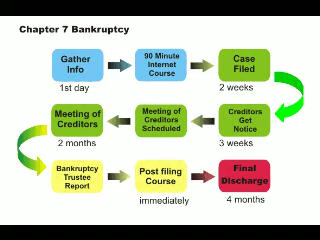 Chapter 7 Bankruptcy
Gather
Info
90 Minute
Internet
Course
Case
Filed
1st day
2 weeks
Meeting of
Creditors
Meeting of
Creditors
Scheduled
Creditors
Get
Notice
2 months
3 weeks
Bankruptcy
Trustee
Report
Post filing
Course
Final
Discharge
immediately
4 months